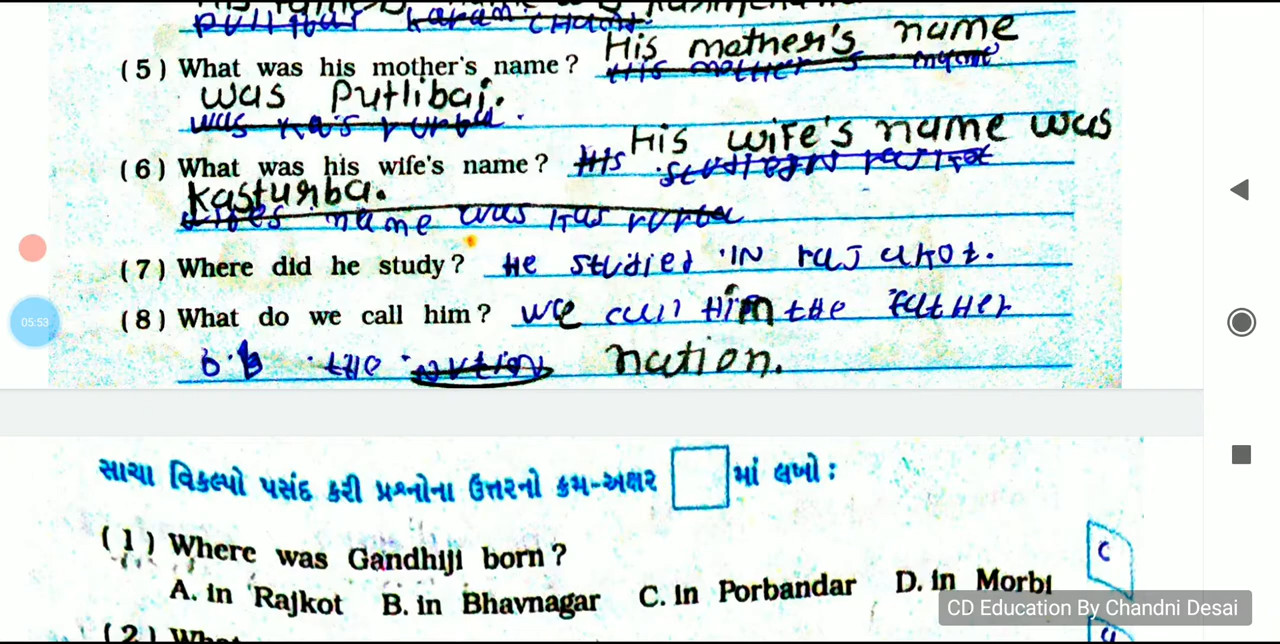 (5) What was his mother's name? His mother's name
was Putlibai.
(6) What was his wife's name? His wife's name was
Kasturba.
(7) Where did he study? He studied IN rajakot.
(8) What do we call him? we call Him the father
the nation.
સાચા વિકલ્પો પસંદ કરી પ્રશ્નોના ઉત્તરનો ક્રમ-અક્ષર માં લખો :
(1) Where was Gandhiji born? C
A. in Rajkot B. in Bhavnagar C. in Porbandar D. in Morbi
(2)
05:53
CD Education By Chandni Desai